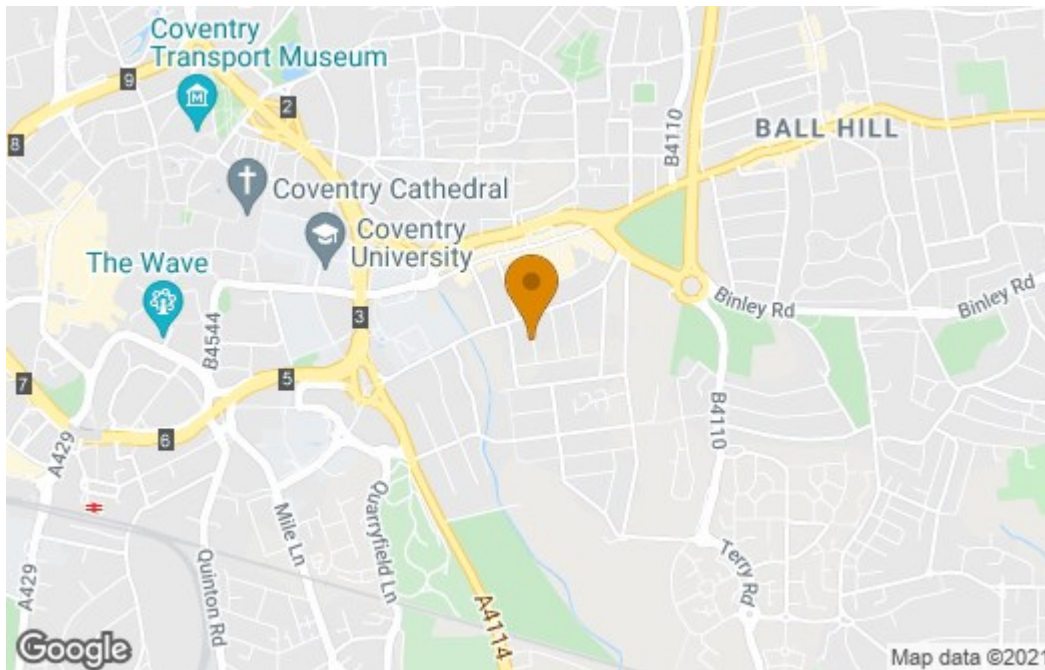 Coventry
Transport Museum
9
2
8
B4110
BALL HILL
Coventry Cathedral
Coventry
University
The Wave
B4544
3
Binley Rd
Binley Rd
5
7
6
A429
B4110
Mile Ln
Quarryfield Ln
Terry Rd
Quinton Rd
A429
A4114
Google
Map data ©2021